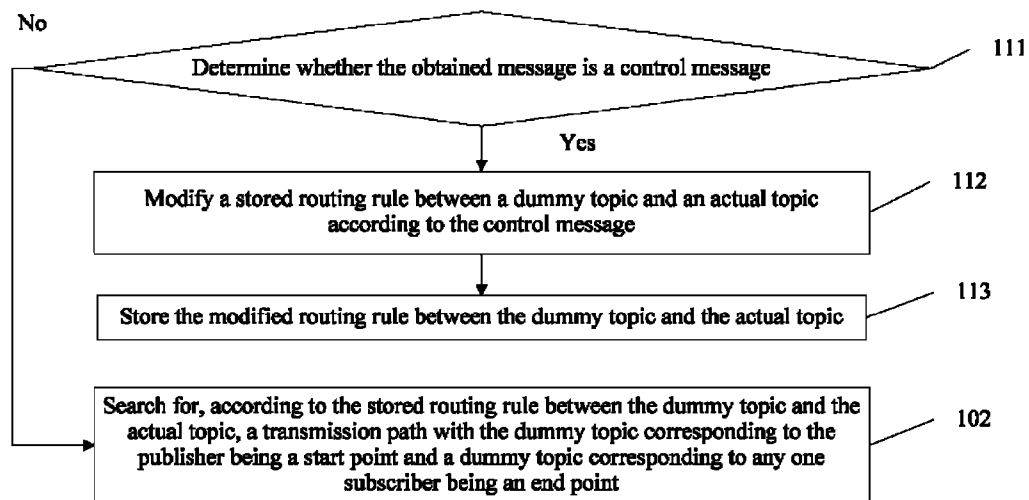 No
Determine whether the obtained message is a control message
111
Yes
Modify a stored routing rule between a dummy topic and an actual topic
according to the control message
112
Store the modified routing rule between the dummy topic and the actual topic
113
Search for, according to the stored routing rule between the dummy topic and the
actual topic, a transmission path with the dummy topic corresponding to the
publisher being a start point and a dummy topic corresponding to any one
subscriber being an end point
102